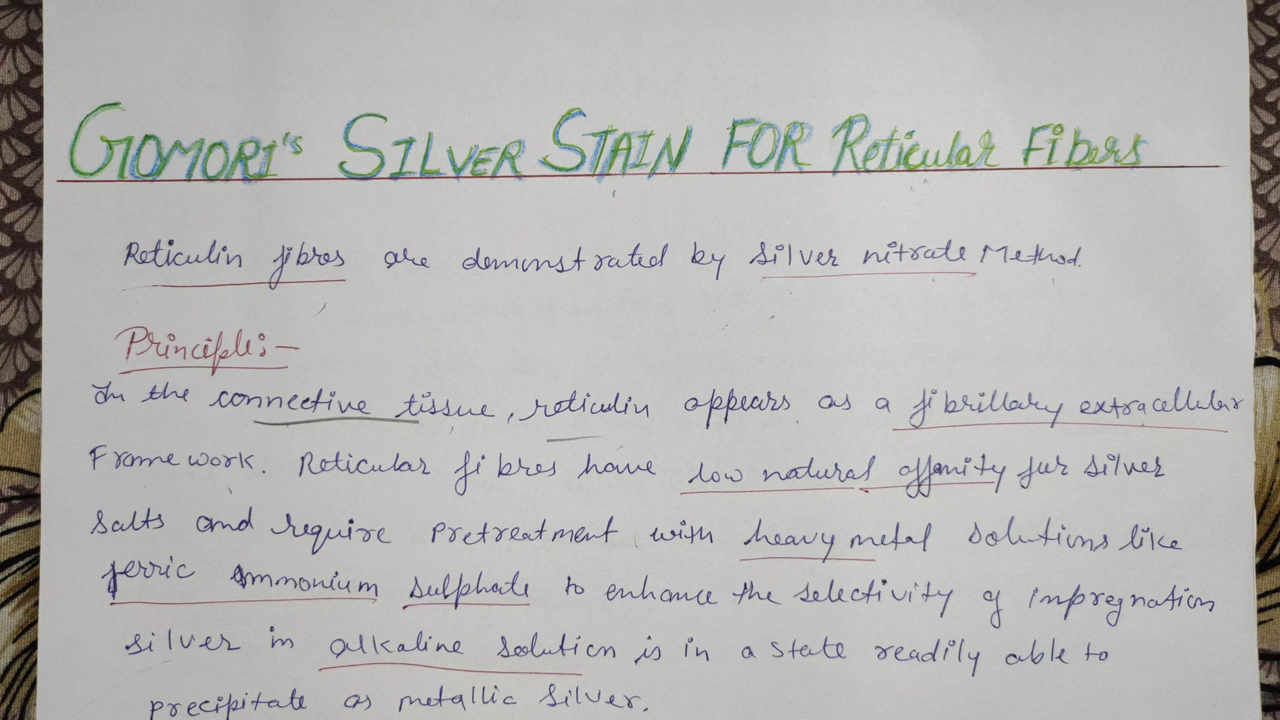 GOMORI's SILVER STAIN FOR Reticular Fibers
Reticulin fibres are demonstrated by silver nitrate Method.
Principle:-
In the connective tissue, reticulin appears as a fibrillary extracellular
Framework. Reticular fibres have low natural affinity for silver
salts and require pretreatment with heavy metal solutions like
ferric ammonium sulphate to enhance the selectivity of impregnation
silver in alkaline solution is in a state readily able to
precipitate as metallic silver.